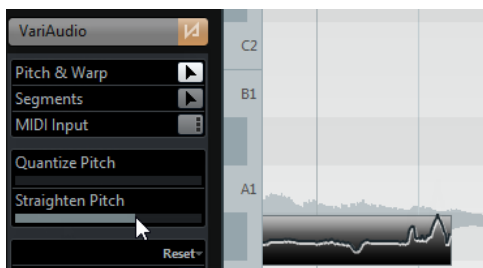 VariAudio
Pitch & Warp
Segments
MIDI Input
Quantize Pitch
Straighten Pitch
Reset
C2
B1
A1